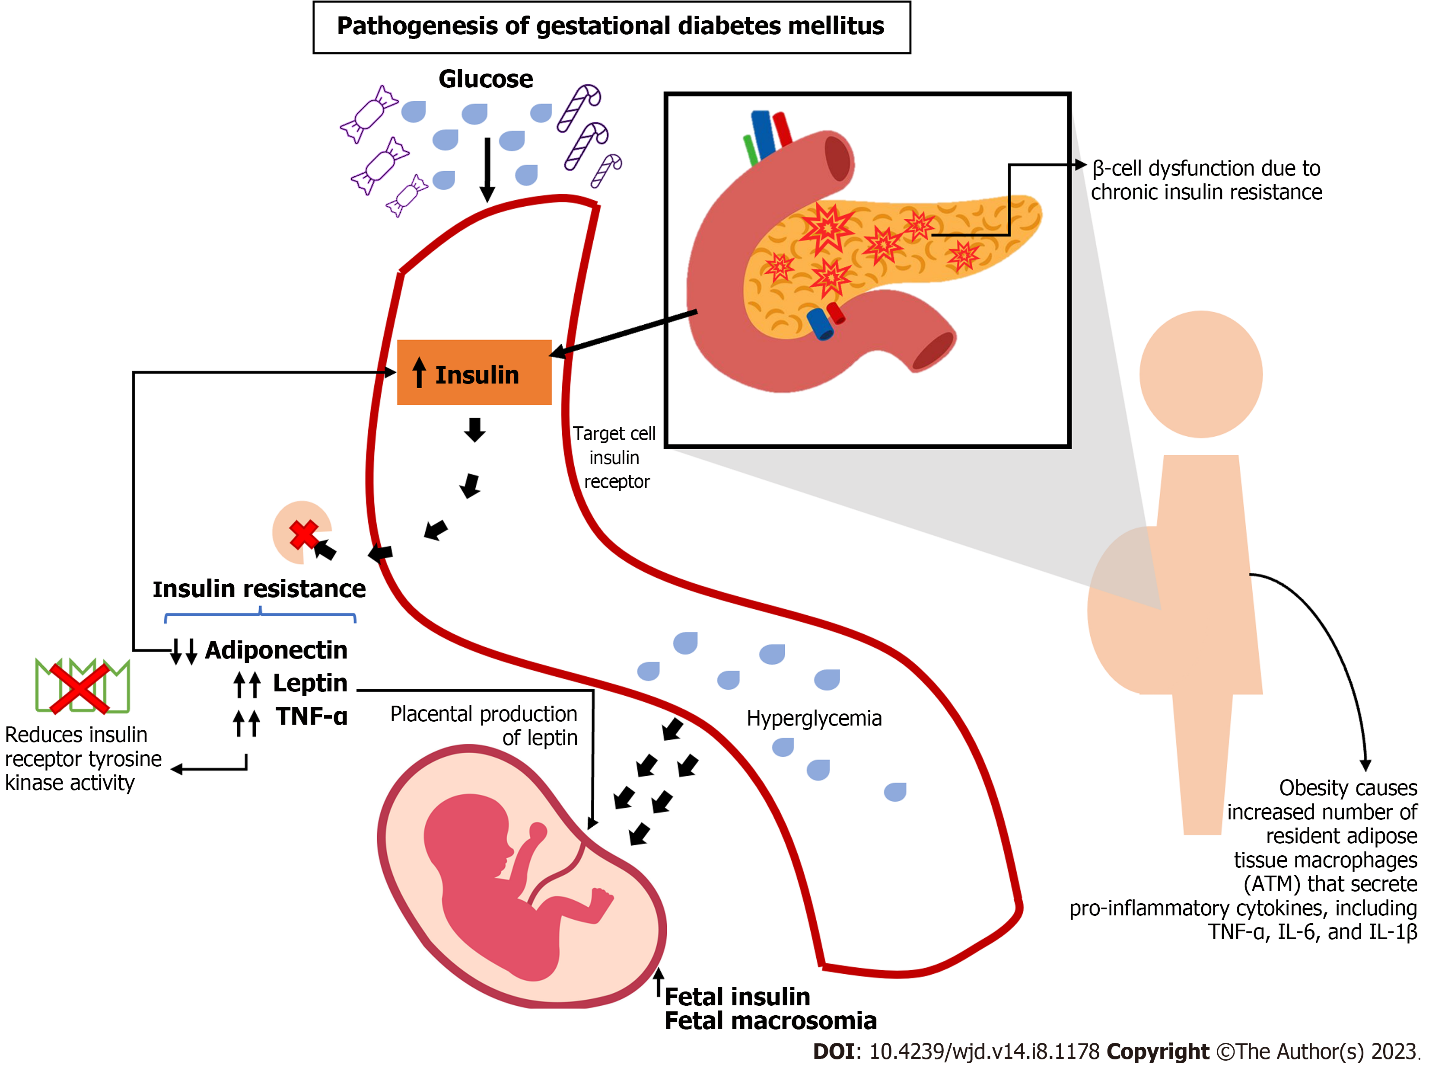 Pathogenesis of gestational diabetes mellitus
Glucose
β-cell dysfunction due to
chronic insulin resistance
Insulin
Target cell
insulin
receptor
Insulin resistance
Adiponectin
Leptin
TNF-α
Reduces insulin
receptor tyrosine
kinase activity
Placental production
of leptin
Hyperglycemia
Obesity causes
increased number of
resident adipose
tissue macrophages
(ATM) that secrete
pro-inflammatory cytokines, including
TNF-α, IL-6, and IL-1β
Fetal insulin
Fetal macrosomia
DOI: 10.4239/wjd.v14.i8.1178 Copyright ©The Author(s) 2023.